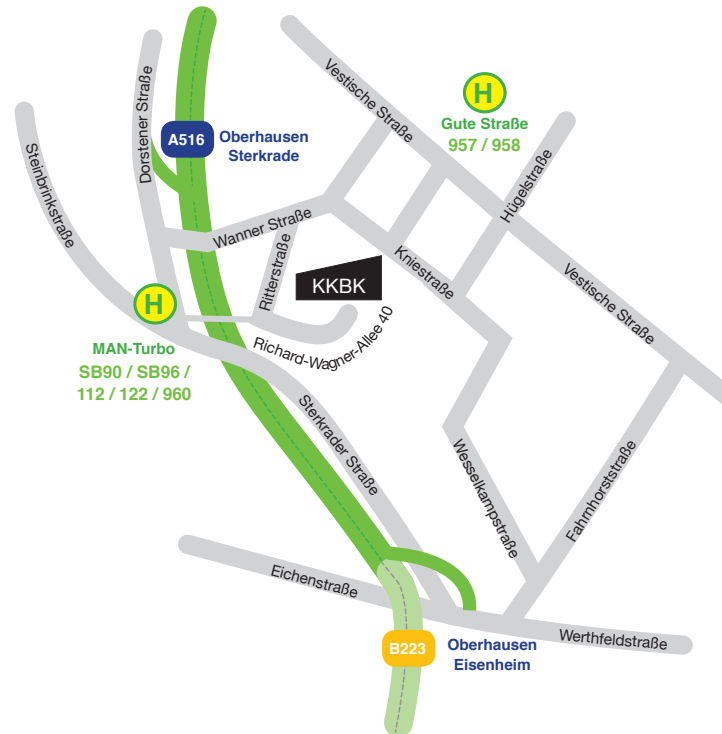 Vestische Straße
H
Gute Straße
957 / 958
Dorstener Straße
A516
Oberhausen
Sterkrade
Steinbrinkstraße
Hügelstraße
Wanner Straße
Ritterstraße
KKBK
Kniestraße
Vestische Straße
H
Richard-Wagner-Allee 40
MAN-Turbo
SB90 / SB96 /
112 / 122 / 960
Sterkrader Straße
Wesselkampstraße
Fahrnhorststraße
Eichenstraße
B223
Oberhausen
Eisenheim
Werthfeldstraße